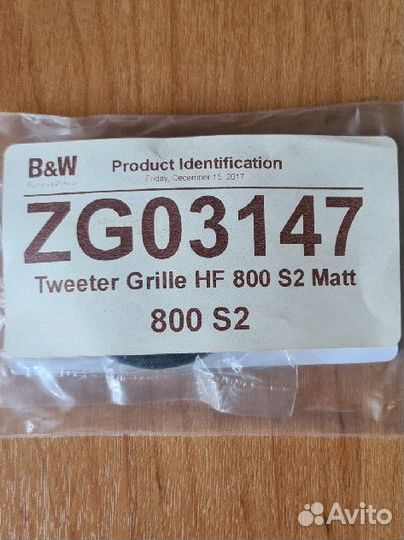 B&W
Product Identification
Friday, December 15, 2017
ZG03147
Tweeter Grille HF 800 S2 Matt
800 S2
Avito